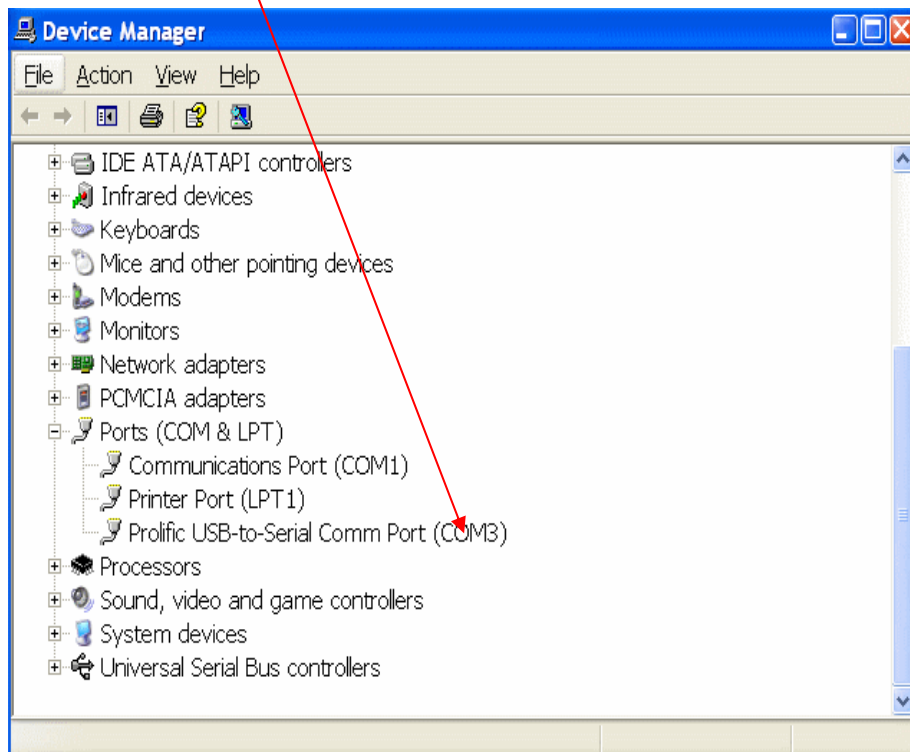 Device Manager
File Action View Help
IDE ATA/ATAPI controllers
Infrared devices
Keyboards
Mice and other pointing devices
Modems
Monitors
Network adapters
PCMCIA adapters
Ports (COM & LPT)
Communications Port (COM1)
Printer Port (LPT1)
Prolific USB-to-Serial Comm Port (COM3)
Processors
Sound, video and game controllers
System devices
Universal Serial Bus controllers